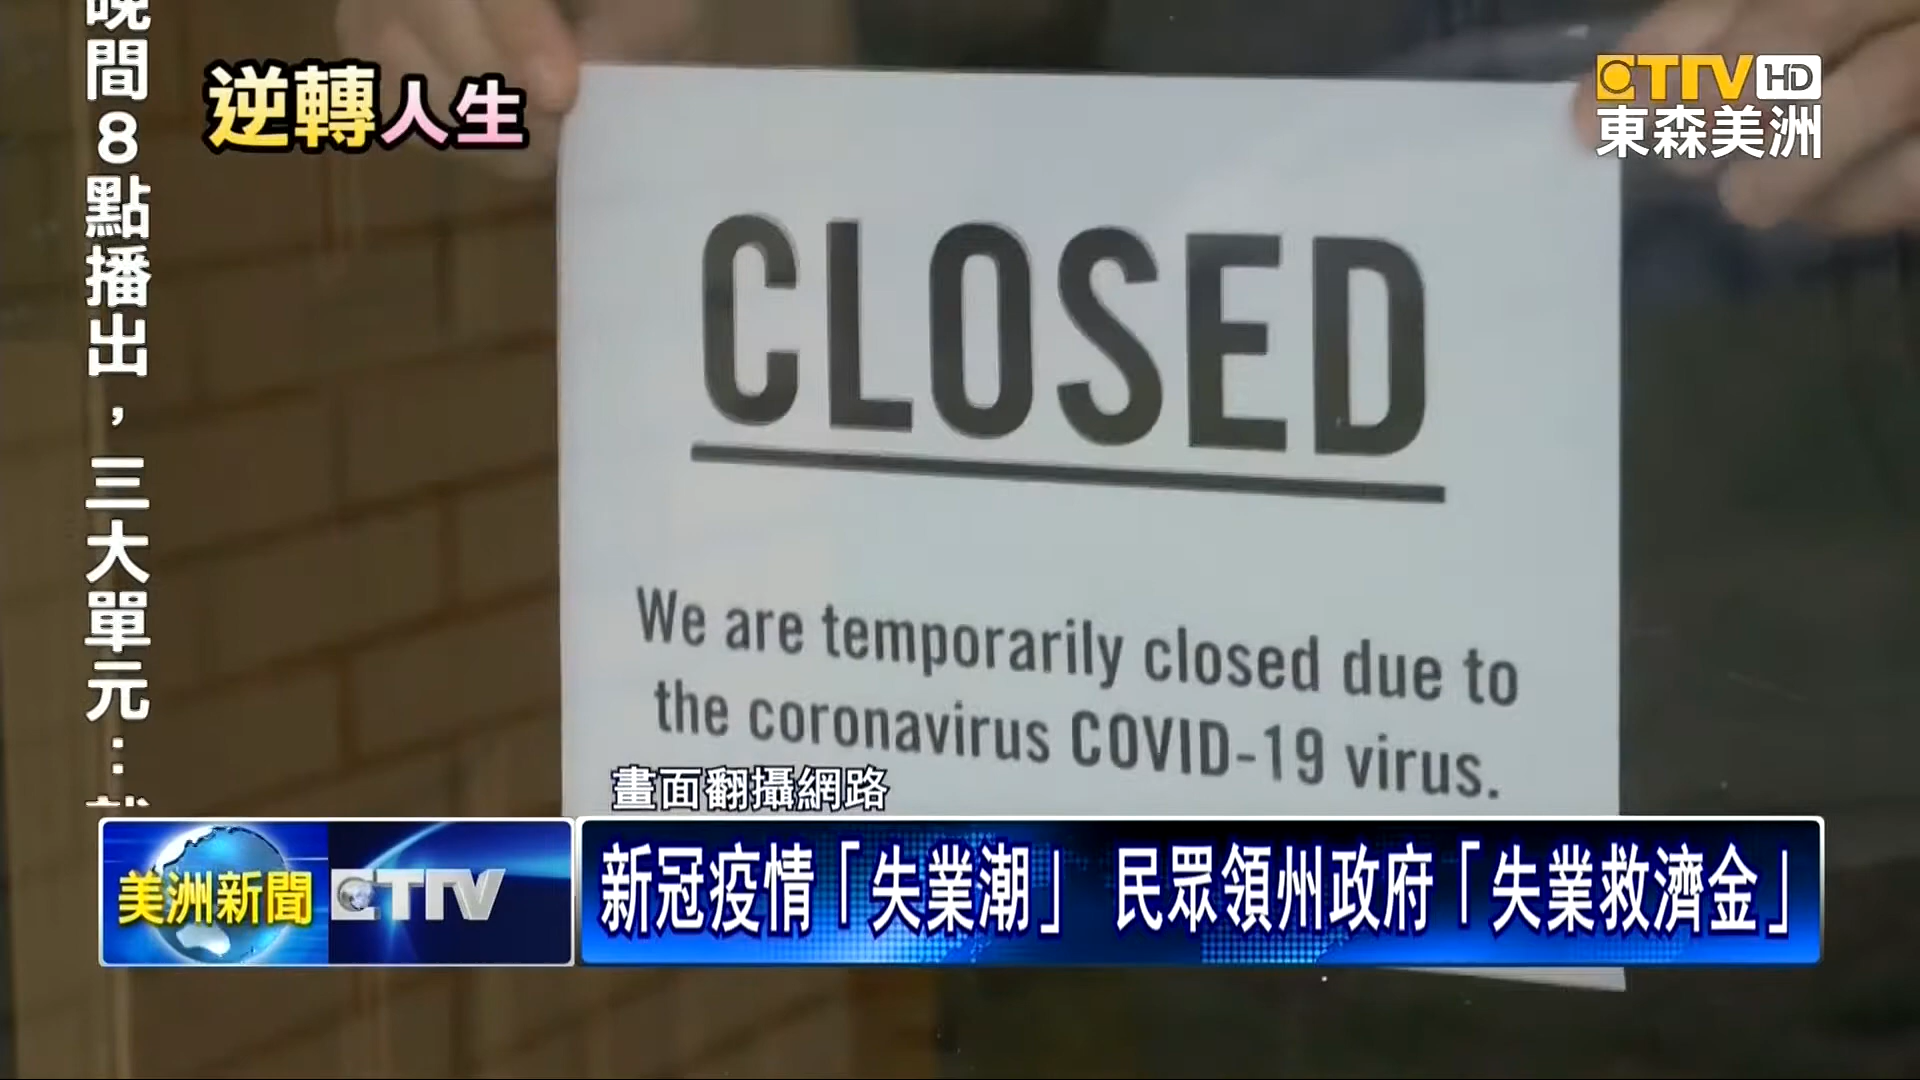 晚間8點播出，三大單元：
逆轉人生
ETTV HD
東森美洲
CLOSED
We are temporarily closed due to
the coronavirus COVID-19 virus.
畫面翻攝網路
美洲新聞
ETTV
新冠疫情「失業潮」 民眾領州政府「失業救濟金」